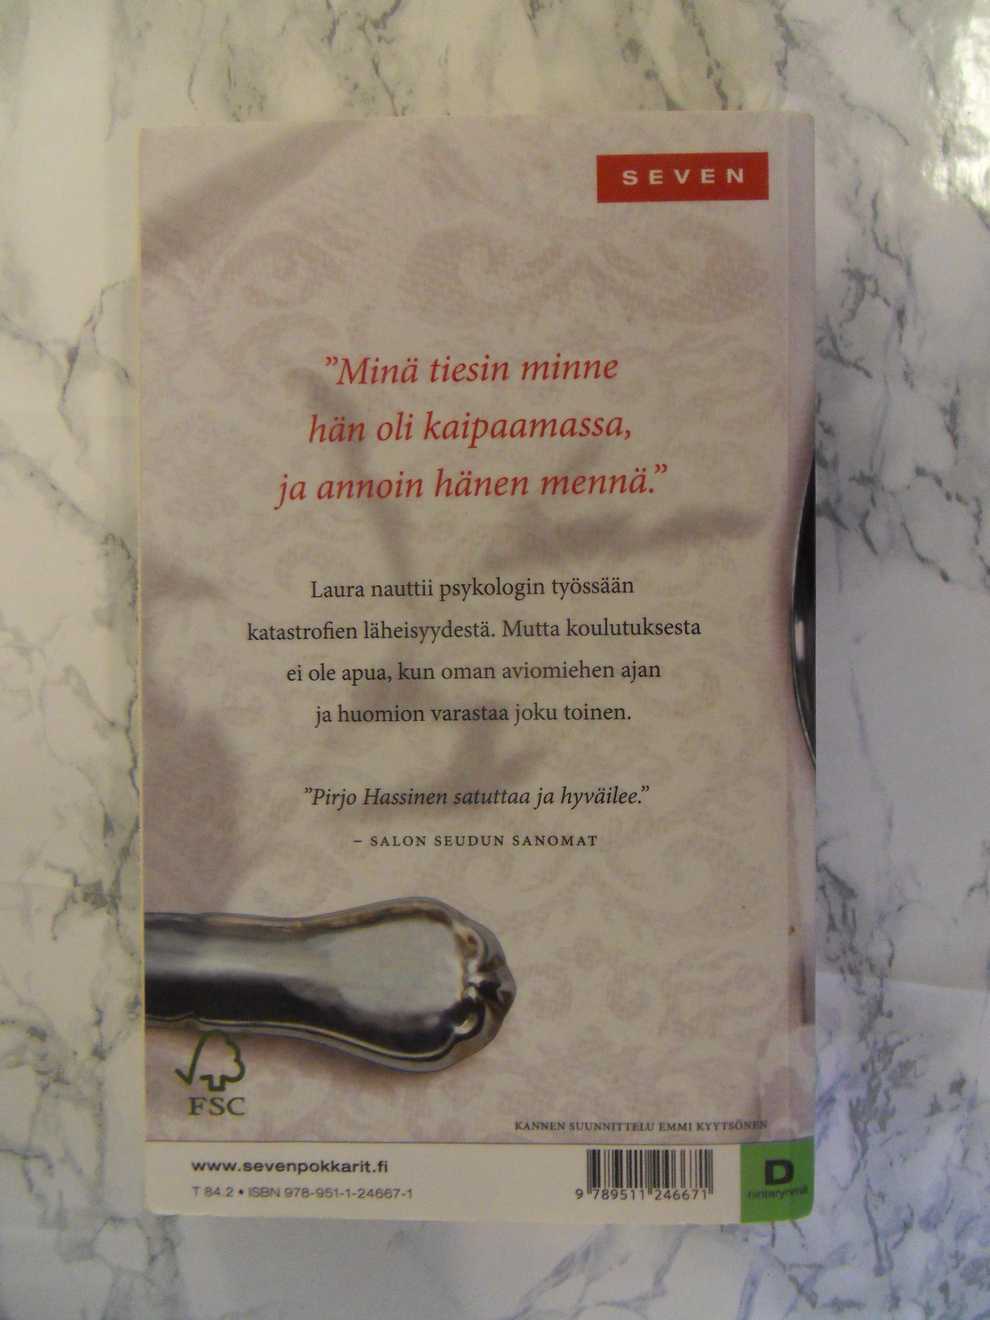 SEVEN
”Minä tiesin minne
hän oli kaipaamassa,
ja annoin hänen mennä.”
Laura nauttii psykologin työssään
katastrofien läheisyydestä. Mutta koulutuksesta
ei ole apua, kun oman aviomiehen ajan
ja huomion varastaa joku toinen.
”Pirjo Hassinen satuttaa ja hyväilee.”
– SALON SEUDUN SANOMAT
FSC
KANNEN SUUNNITTELU EMMI KYYTSÖNEN
www.sevenpokkarit.fi
T 84.2 • ISBN 978-951-1-24667-1
9 789511 246671
D
hintaryhmä